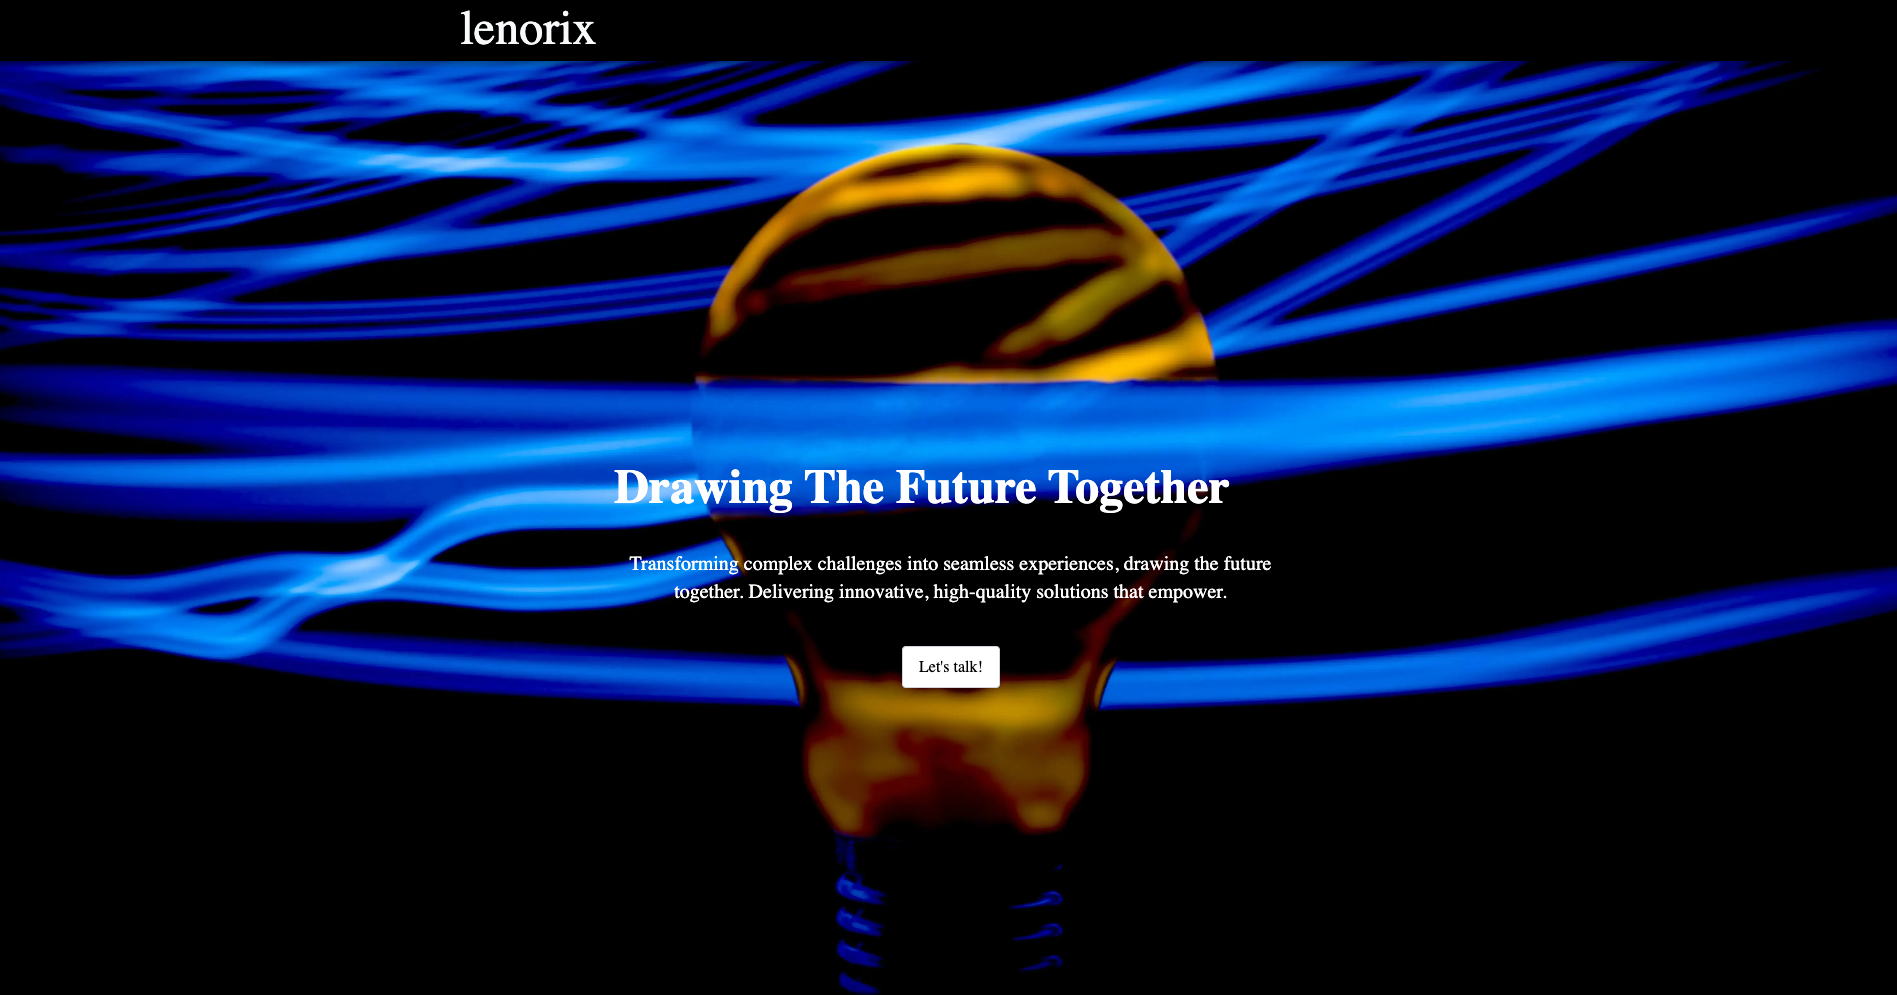 lenorix
Drawing The Future Together
Transforming complex challenges into seamless experiences, drawing the future
together. Delivering innovative, high-quality solutions that empower.
Let's talk!